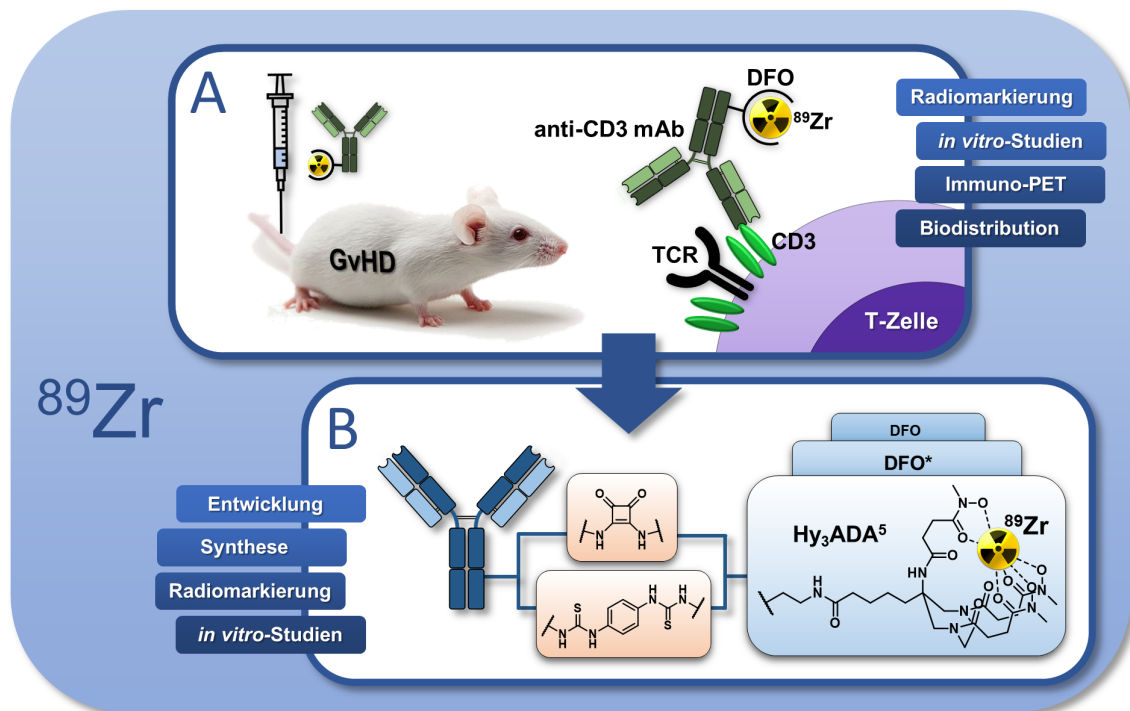 A
DFO
⁸⁹Zr
anti-CD3 mAb
GvHD
TCR
CD3
T-Zelle
Radiomarkierung
in vitro-Studien
Immuno-PET
Biodistribution
⁸⁹Zr
B
Entwicklung
Synthese
Radiomarkierung
in vitro-Studien
O O
N H
N H
S
N H
N H
H N
S
H N
DFO
DFO*
Hy₃ADA⁵
⁸⁹Zr
N O
O
O
HN
H N
O
N
N
O
O
O
O
N
O
N
O